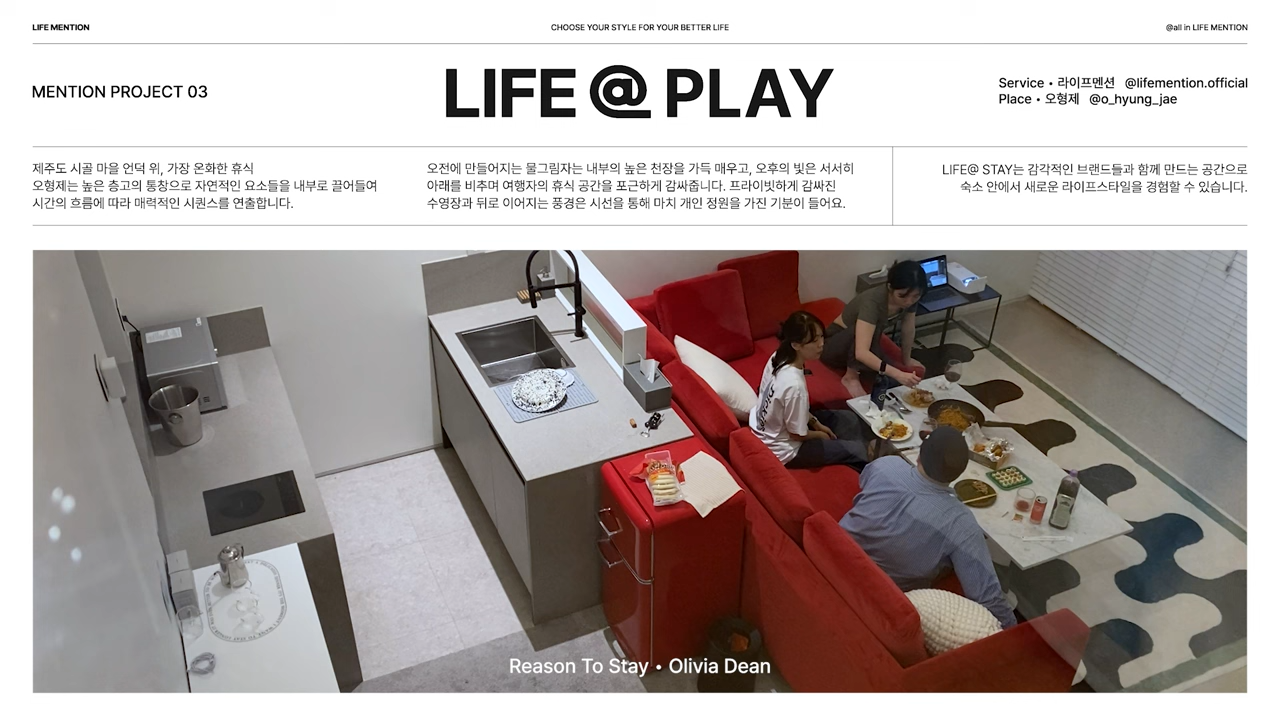 LIFE MENTION
CHOOSE YOUR STYLE FOR YOUR BETTER LIFE
@all in LIFE MENTION
MENTION PROJECT 03
LIFE @ PLAY
Service • 라이프멘션 @lifemention.official
Place • 오형제 @o_hyung_jae
제주도 시골 마을 언덕 위, 가장 온화한 휴식
오형제는 높은 층고의 통창으로 자연적인 요소들을 내부로 끌어들여
시간의 흐름에 따라 매력적인 시퀀스를 연출합니다.
오전에 만들어지는 물그림자는 내부의 높은 천장을 가득 매우고, 오후의 빛은 서서히
아래를 비추며 여행자의 휴식 공간을 포근하게 감싸줍니다. 프라이빗하게 감싸진
수영장과 뒤로 이어지는 풍경은 시선을 통해 마치 개인 정원을 가진 기분이 들어요.
LIFE@ STAY는 감각적인 브랜드들과 함께 만드는 공간으로
숙소 안에서 새로운 라이프스타일을 경험할 수 있습니다.
Reason To Stay • Olivia Dean